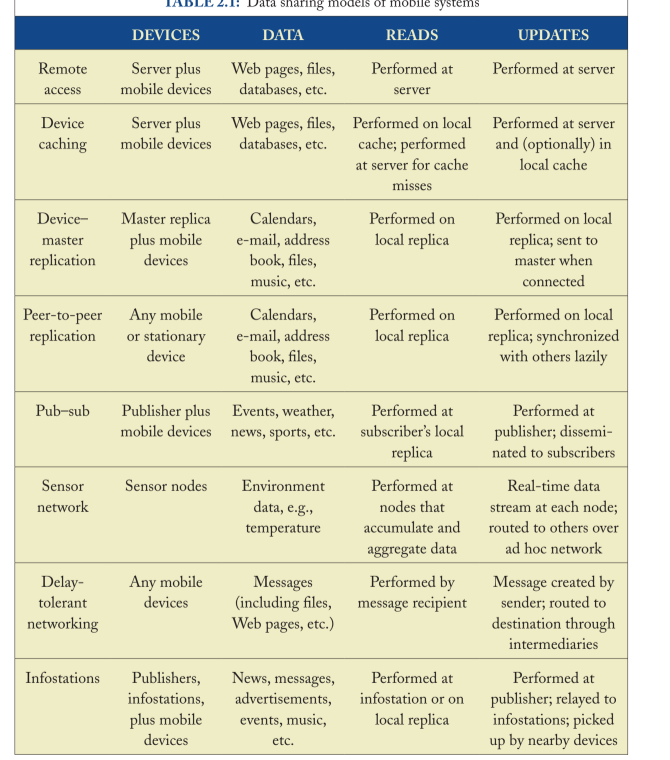 TABLE 2.1: Data sharing models of mobile systems
DEVICES DATA READS UPDATES
Remote Server plus Web pages, files, Performed at Performed at server
access mobile devices databases, etc. server
Device Server plus Web pages, files, Performed on local Performed at server
caching mobile devices databases, etc. cache; performed and (optionally) in
at server for cache local cache
misses
Device– Master replica Calendars, Performed on Performed on local
master plus mobile e-mail, address local replica replica; sent to
replication devices book, files, master when
music, etc. connected
Peer-to-peer Any mobile Calendars, Performed on Performed on local
replication or stationary e-mail, address local replica replica; synchronized
device book, files, with others lazily
music, etc.
Pub–sub Publisher plus Events, weather, Performed at Performed at
mobile devices news, sports, etc. subscriber’s local publisher; dissemi-
replica nated to subscribers
Sensor Sensor nodes Environment Performed at Real-time data
network data, e.g., nodes that stream at each node;
temperature accumulate and routed to others over
aggregate data ad hoc network
Delay- Any mobile Messages Performed by Message created by
tolerant devices (including files, message recipient sender; routed to
networking Web pages, etc.) destination through
intermediaries
Infostations Publishers, News, messages, Performed at Performed at
infostations, advertisements, infostation or on publisher; relayed to
plus mobile events, music, local replica infostations; picked
devices etc. up by nearby devices